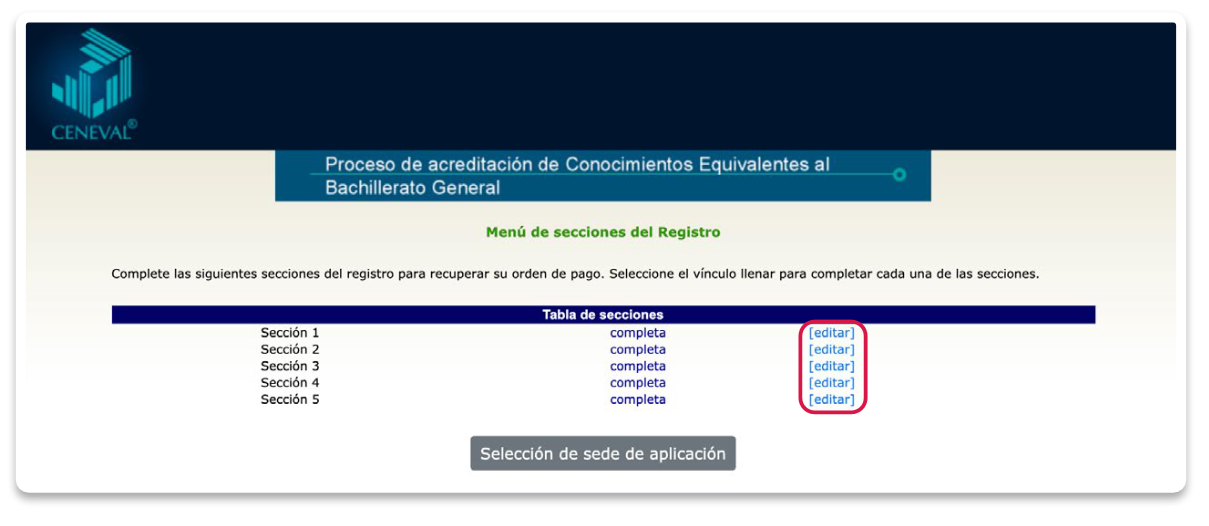 CENEVAL®
Proceso de acreditación de Conocimientos Equivalentes al
Bachillerato General
Menú de secciones del Registro
Complete las siguientes secciones del registro para recuperar su orden de pago. Seleccione el vínculo llenar para completar cada una de las secciones.
Tabla de secciones
Sección 1 completa [editar]
Sección 2 completa [editar]
Sección 3 completa [editar]
Sección 4 completa [editar]
Sección 5 completa [editar]
Selección de sede de aplicación